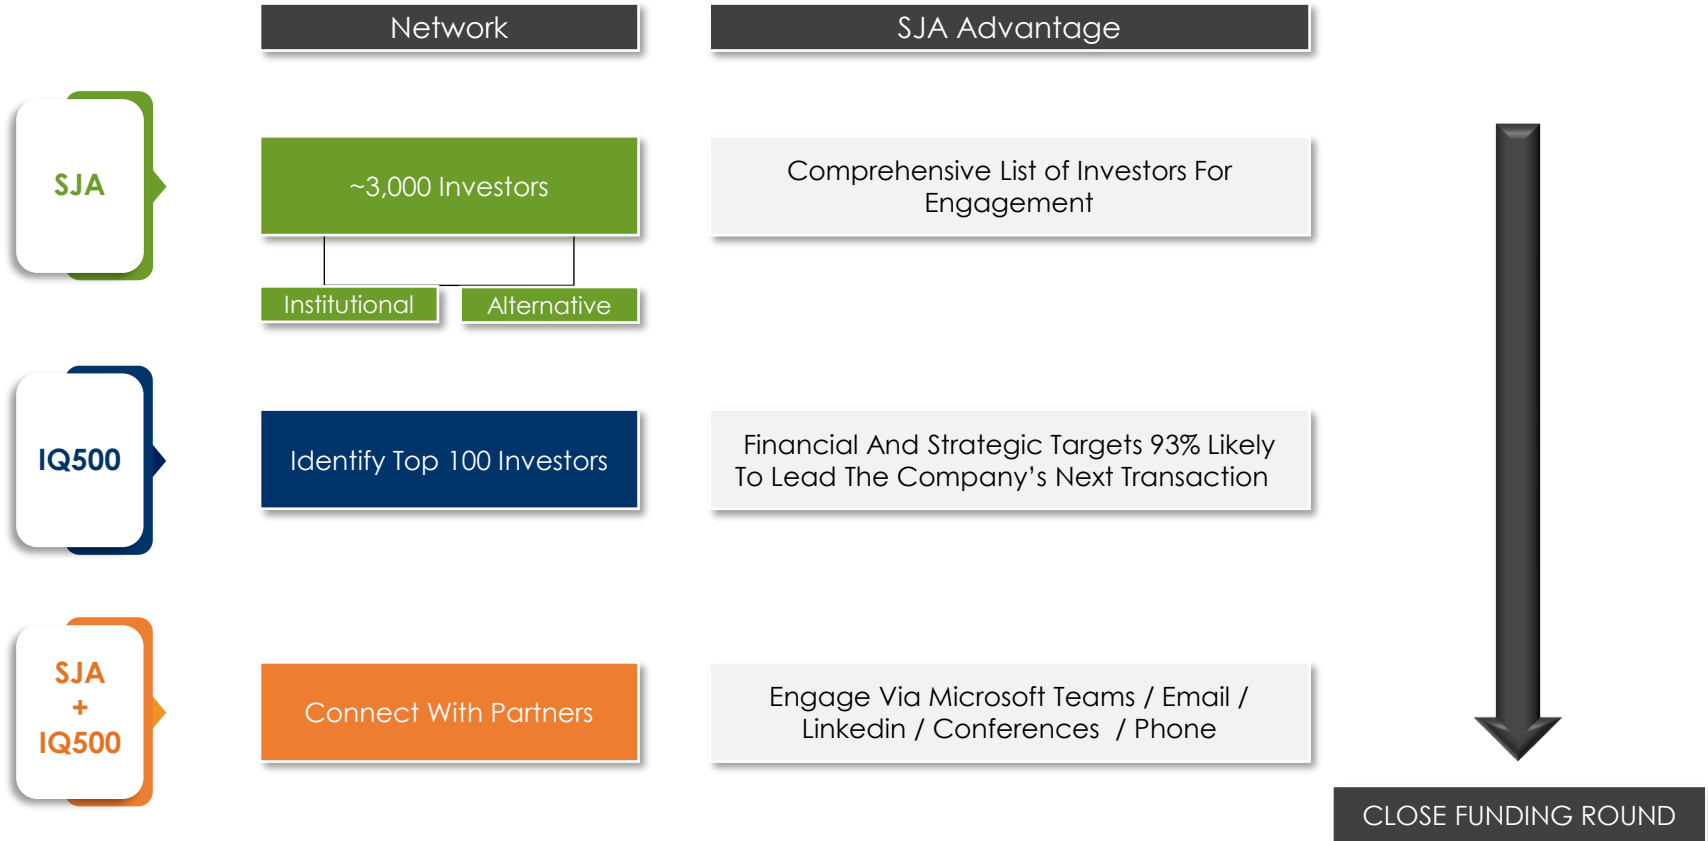 Network
SJA Advantage
SJA
~3,000 Investors
Comprehensive List of Investors For
Engagement
Institutional
Alternative
IQ500
Identify Top 100 Investors
Financial And Strategic Targets 93% Likely
To Lead The Company’s Next Transaction
SJA
+
IQ500
Connect With Partners
Engage Via Microsoft Teams / Email /
Linkedin / Conferences / Phone
CLOSE FUNDING ROUND